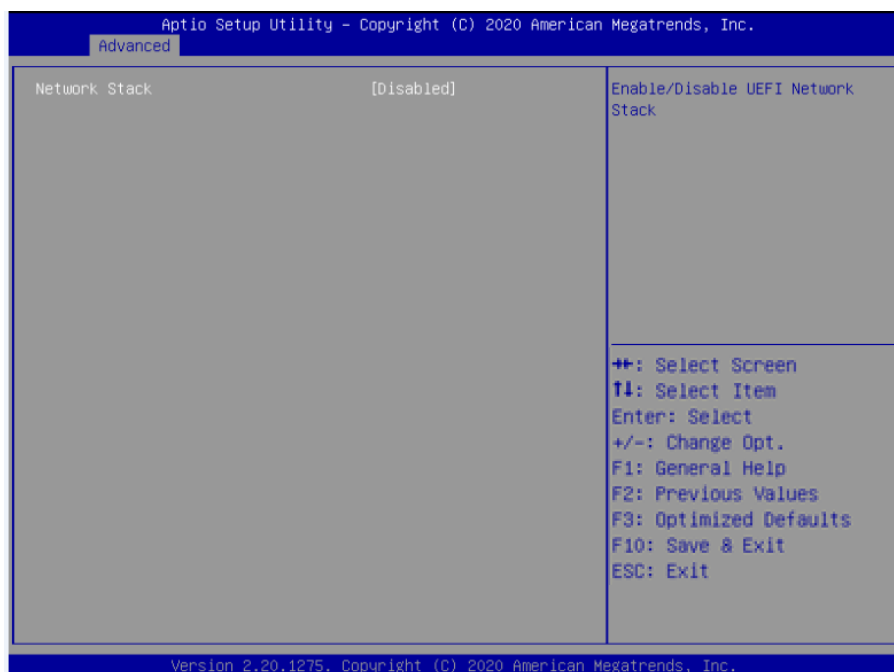 Aptio Setup Utility – Copyright (C) 2020 American Megatrends, Inc.
Advanced
Network Stack [Disabled]
Enable/Disable UEFI Network
Stack
→←: Select Screen
↑↓: Select Item
Enter: Select
+/-: Change Opt.
F1: General Help
F2: Previous Values
F3: Optimized Defaults
F10: Save & Exit
ESC: Exit
Version 2.20.1275. Copyright (C) 2020 American Megatrends, Inc.